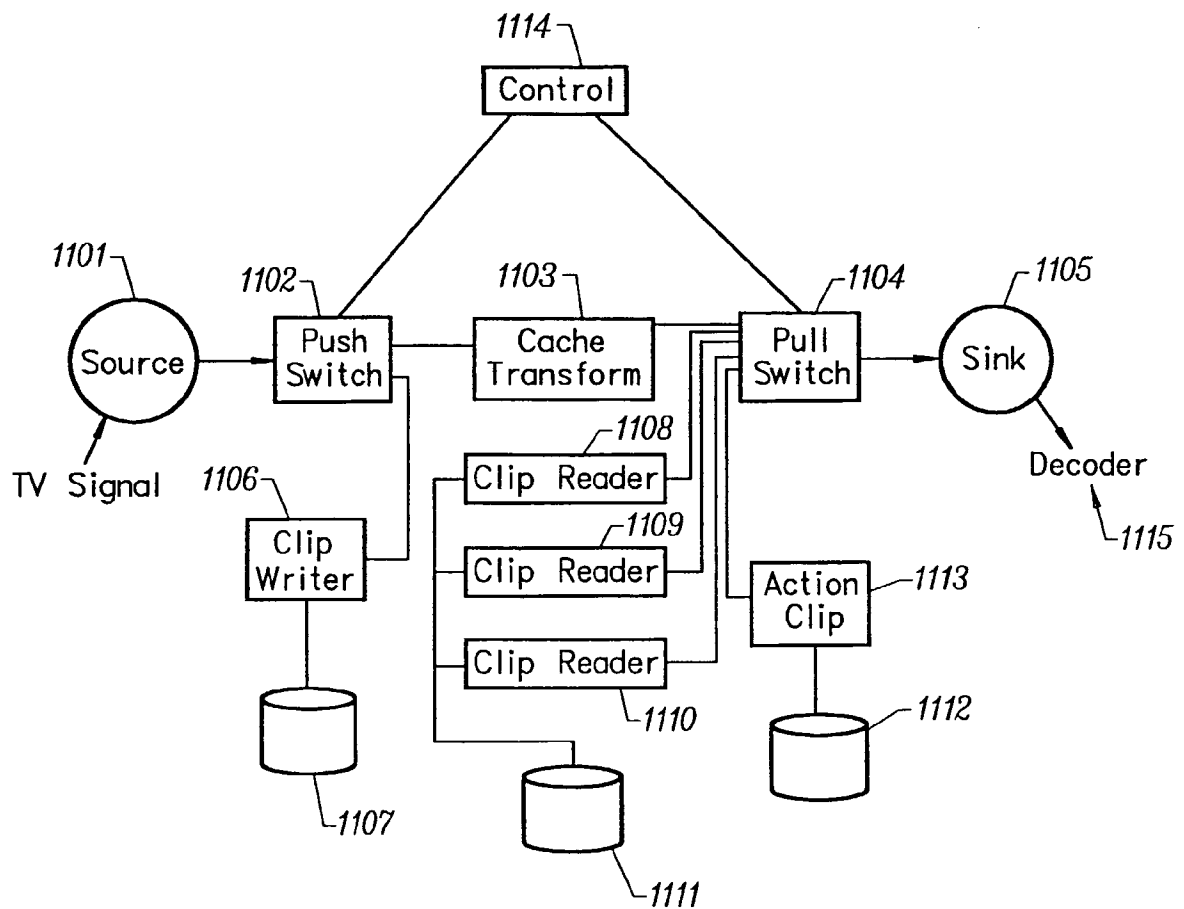 1114
Control
1101
1102
1103
1104
1105
Source
Push
Switch
Cache
Transform
Pull
Switch
Sink
TV Signal
Decoder
1115
1106
Clip
Writer
1107
1108
Clip Reader
1109
Clip Reader
Clip Reader
1110
1111
Action
Clip
1113
1112